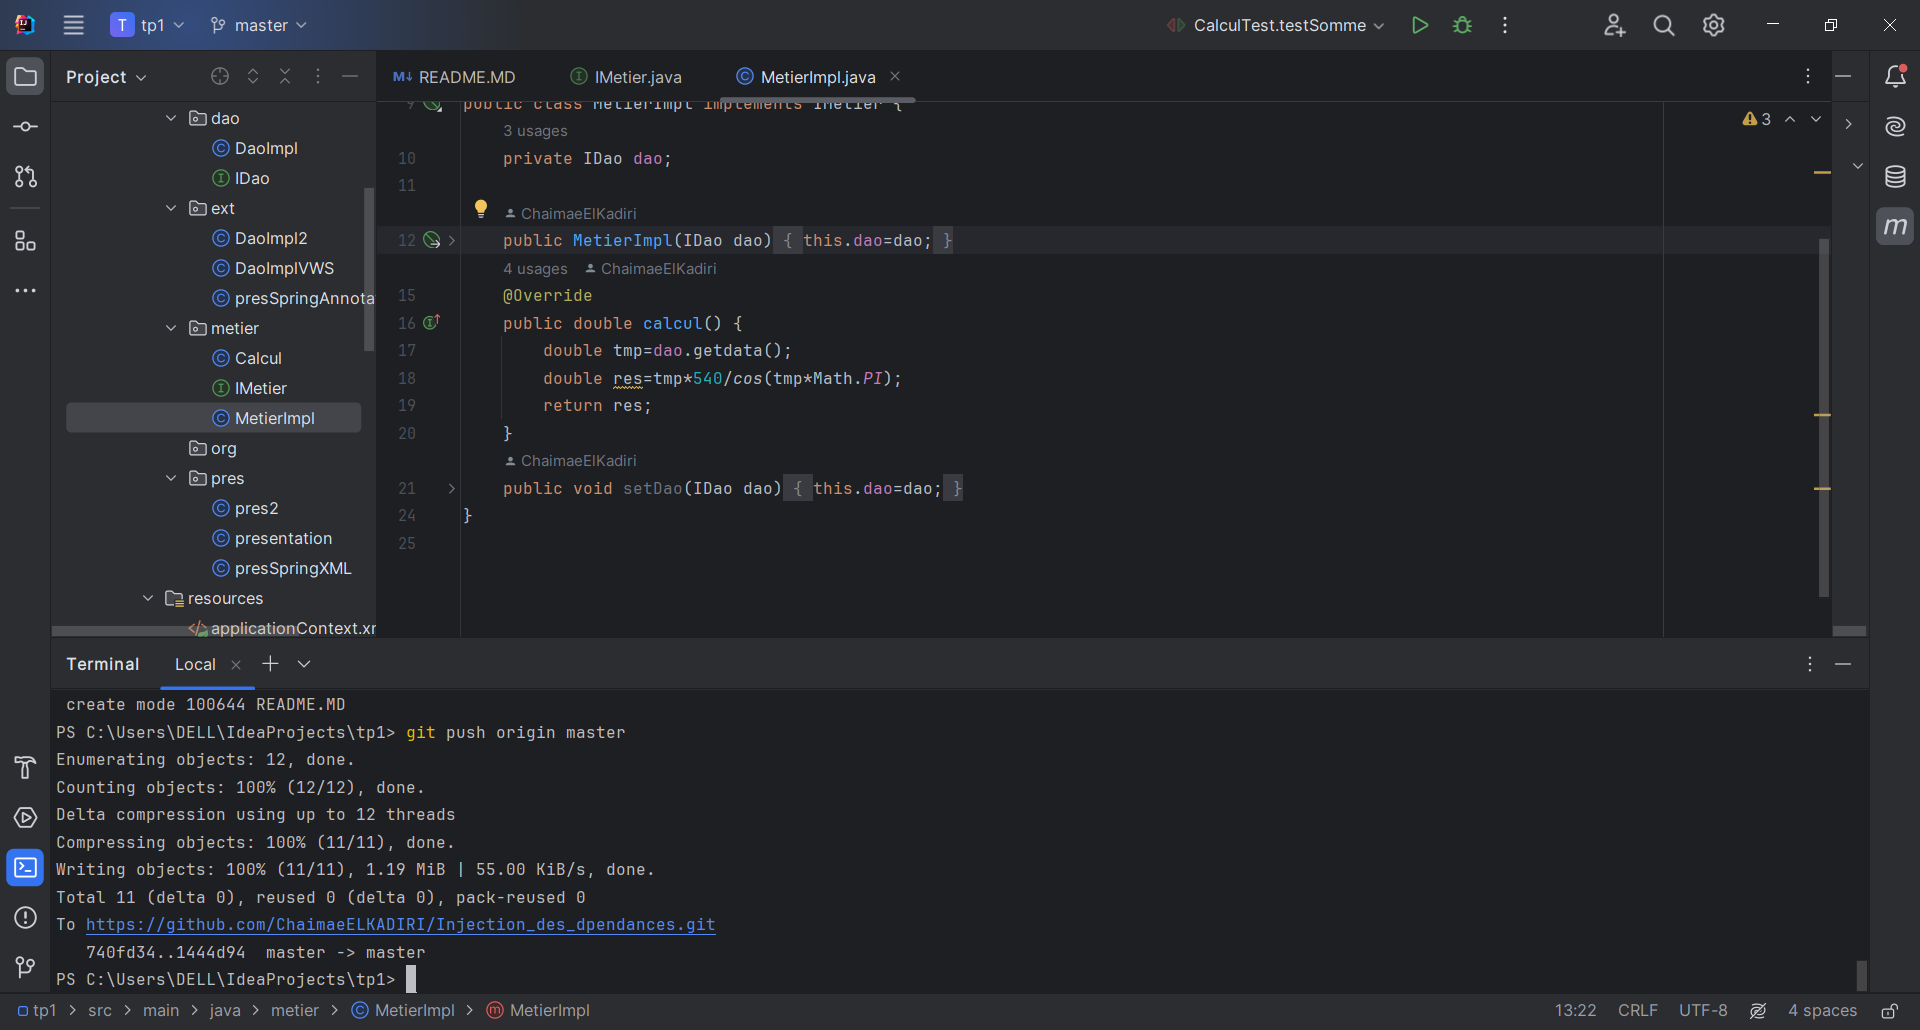 T tp1 master CalculTest.testSomme
Project
README.MD IMetier.java MetierImpl.java
dao
DaoImpl
IDao
ext
DaoImpl2
DaoImplVWS
presSpringAnnota
metier
Calcul
IMetier
MetierImpl
org
pres
pres2
presentation
presSpringXML
resources
applicationContext.xr
3
9 public class MetierImpl implements IMetier {
3 usages
10 private IDao dao;
11
ChaimaeElKadiri
12 public MetierImpl(IDao dao) { this.dao=dao; }
4 usages ChaimaeElKadiri
15 @Override
16 public double calcul() {
17 double tmp=dao.getdata();
18 double res=tmp*540/cos(tmp*Math.PI);
19 return res;
20 }
ChaimaeElKadiri
21 public void setDao(IDao dao) { this.dao=dao; }
24 }
25
m
Terminal Local
create mode 100644 README.MD
PS C:\Users\DELL\IdeaProjects\tp1> git push origin master
Enumerating objects: 12, done.
Counting objects: 100% (12/12), done.
Delta compression using up to 12 threads
Compressing objects: 100% (11/11), done.
Writing objects: 100% (11/11), 1.19 MiB | 55.00 KiB/s, done.
Total 11 (delta 0), reused 0 (delta 0), pack-reused 0
To https://github.com/ChaimaeELKADIRI/Injection_des_dpendances.git
740fd34..1444d94 master -> master
PS C:\Users\DELL\IdeaProjects\tp1>
tp1 > src > main > java > metier > MetierImpl > MetierImpl 13:22 CRLF UTF-8 4 spaces